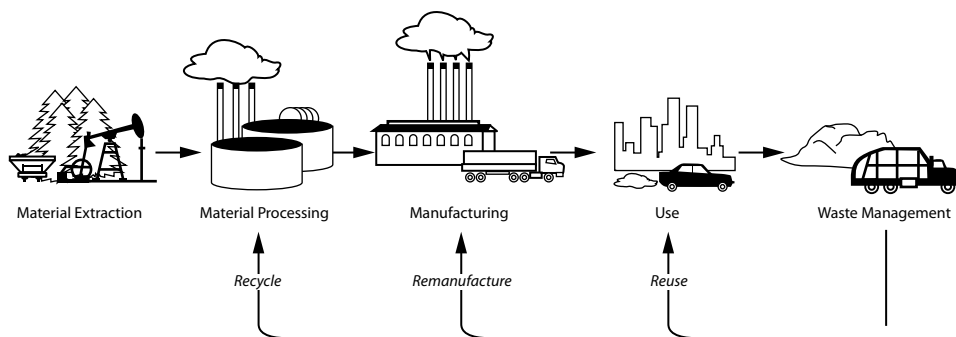 Material Extraction
Material Processing
Manufacturing
Use
Waste Management
Recycle
Remanufacture
Reuse